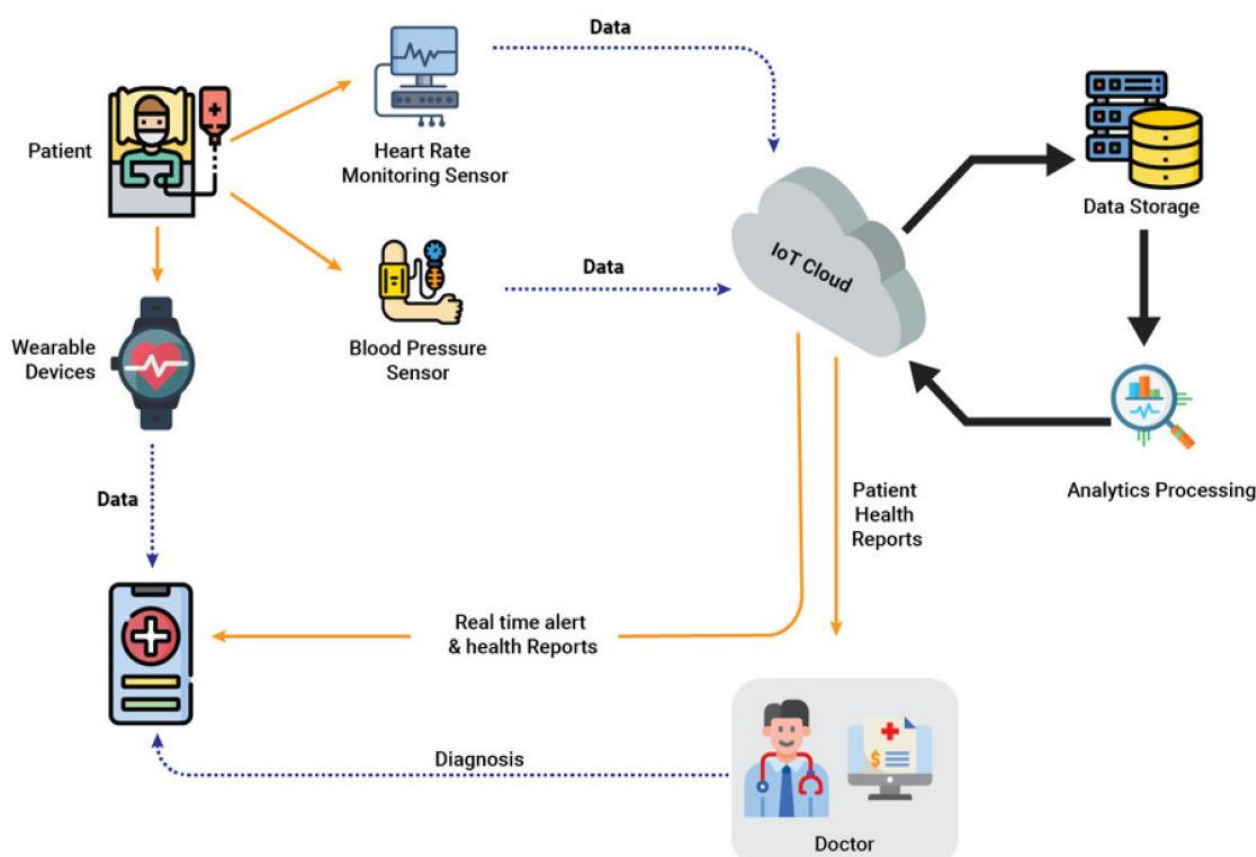 Data
Patient
Heart Rate
Monitoring Sensor
Data Storage
IoT Cloud
Data
Wearable
Devices
Blood Pressure
Sensor
Data
Patient
Health
Reports
Analytics Processing
Real time alert
& health Reports
Diagnosis
Doctor